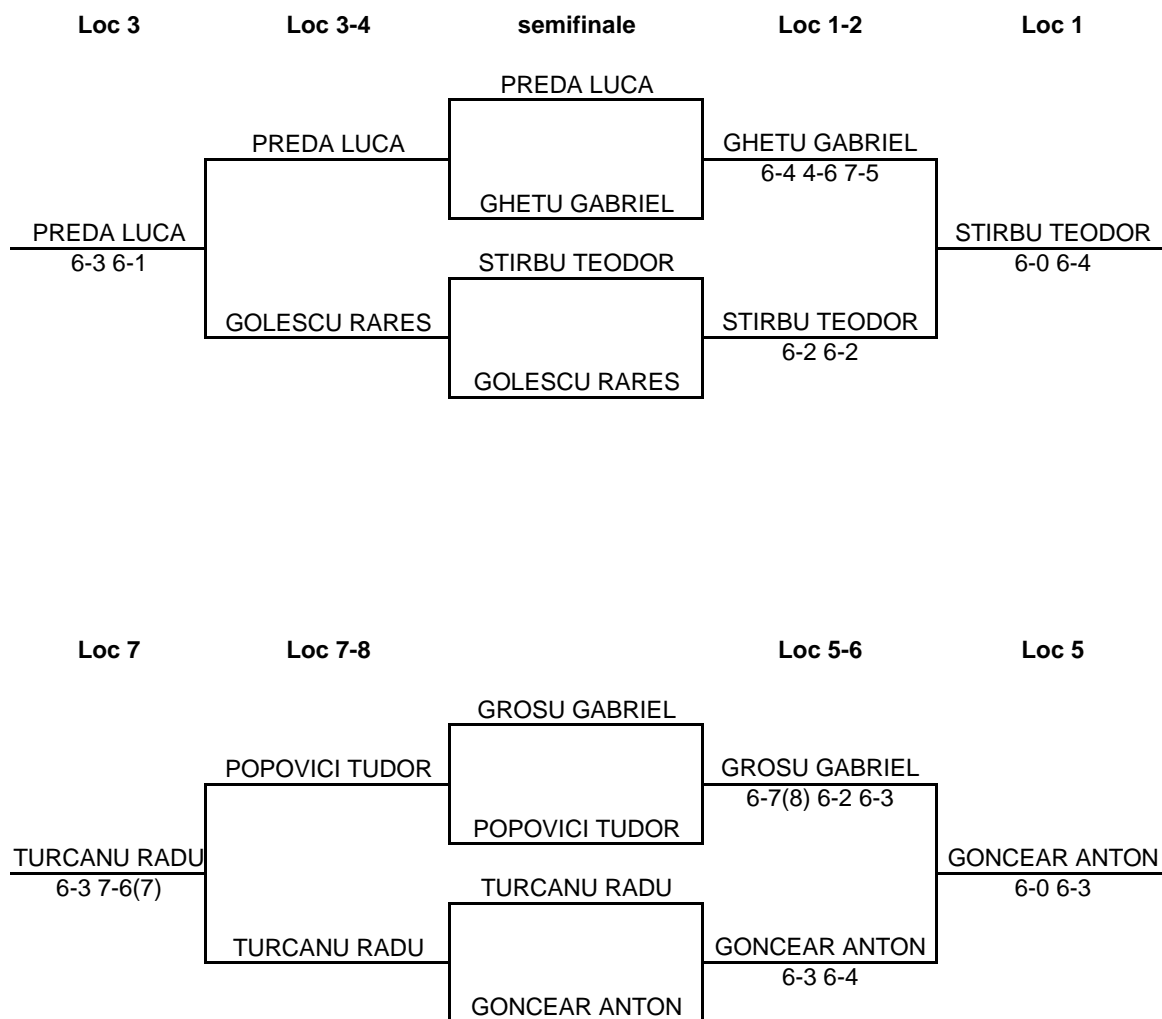 Loc 3 Loc 3-4 semifinale Loc 1-2 Loc 1
PREDA LUCA
PREDA LUCA GHETU GABRIEL
6-4 4-6 7-5
GHETU GABRIEL
PREDA LUCA STIRBU TEODOR
6-3 6-1 6-0 6-4
STIRBU TEODOR
GOLESCU RARES STIRBU TEODOR
6-2 6-2
GOLESCU RARES
Loc 7 Loc 7-8 Loc 5-6 Loc 5
GROSU GABRIEL
POPOVICI TUDOR GROSU GABRIEL
6-7(8) 6-2 6-3
POPOVICI TUDOR
TURCANU RADU GONCEAR ANTON
6-3 7-6(7) 6-0 6-3
TURCANU RADU
TURCANU RADU GONCEAR ANTON
6-3 6-4
GONCEAR ANTON